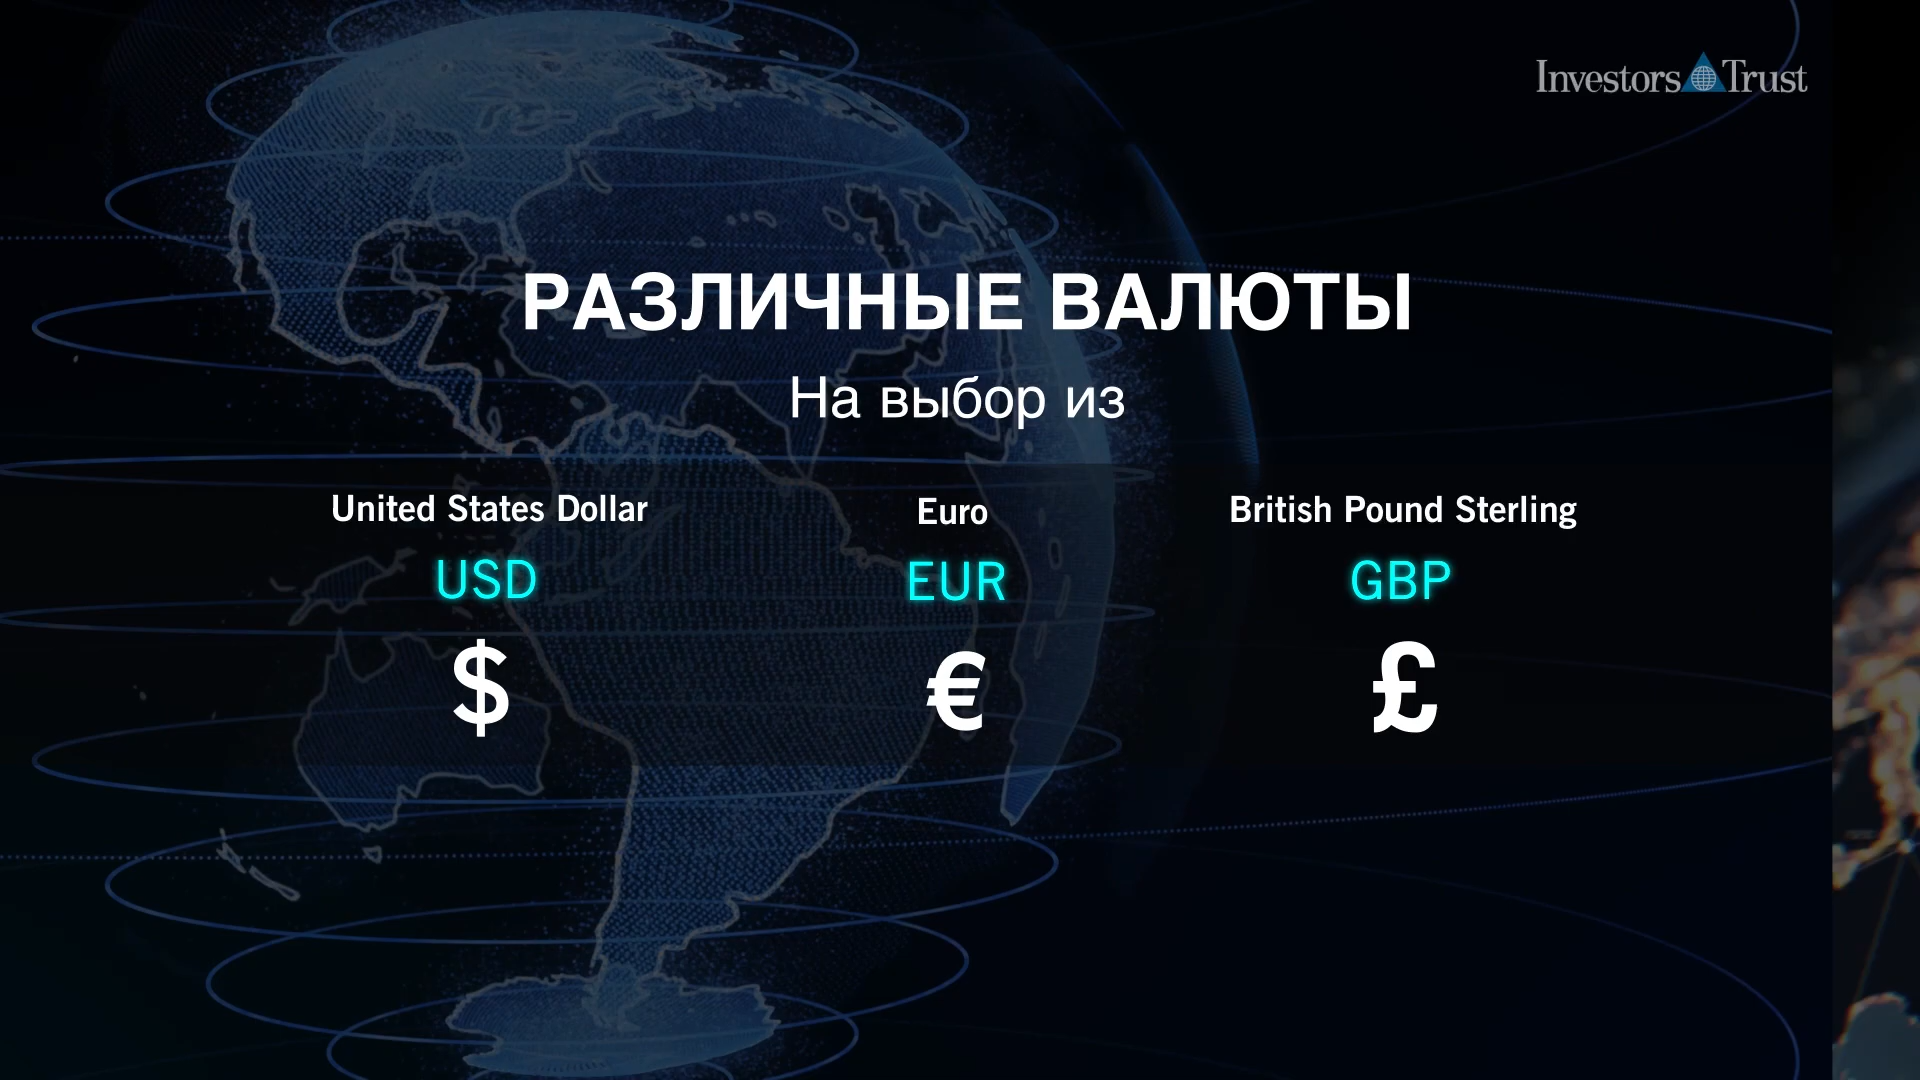 Investors Trust
РАЗЛИЧНЫЕ ВАЛЮТЫ
На выбор из
United States Dollar
Euro
British Pound Sterling
USD
EUR
GBP
$
€
£